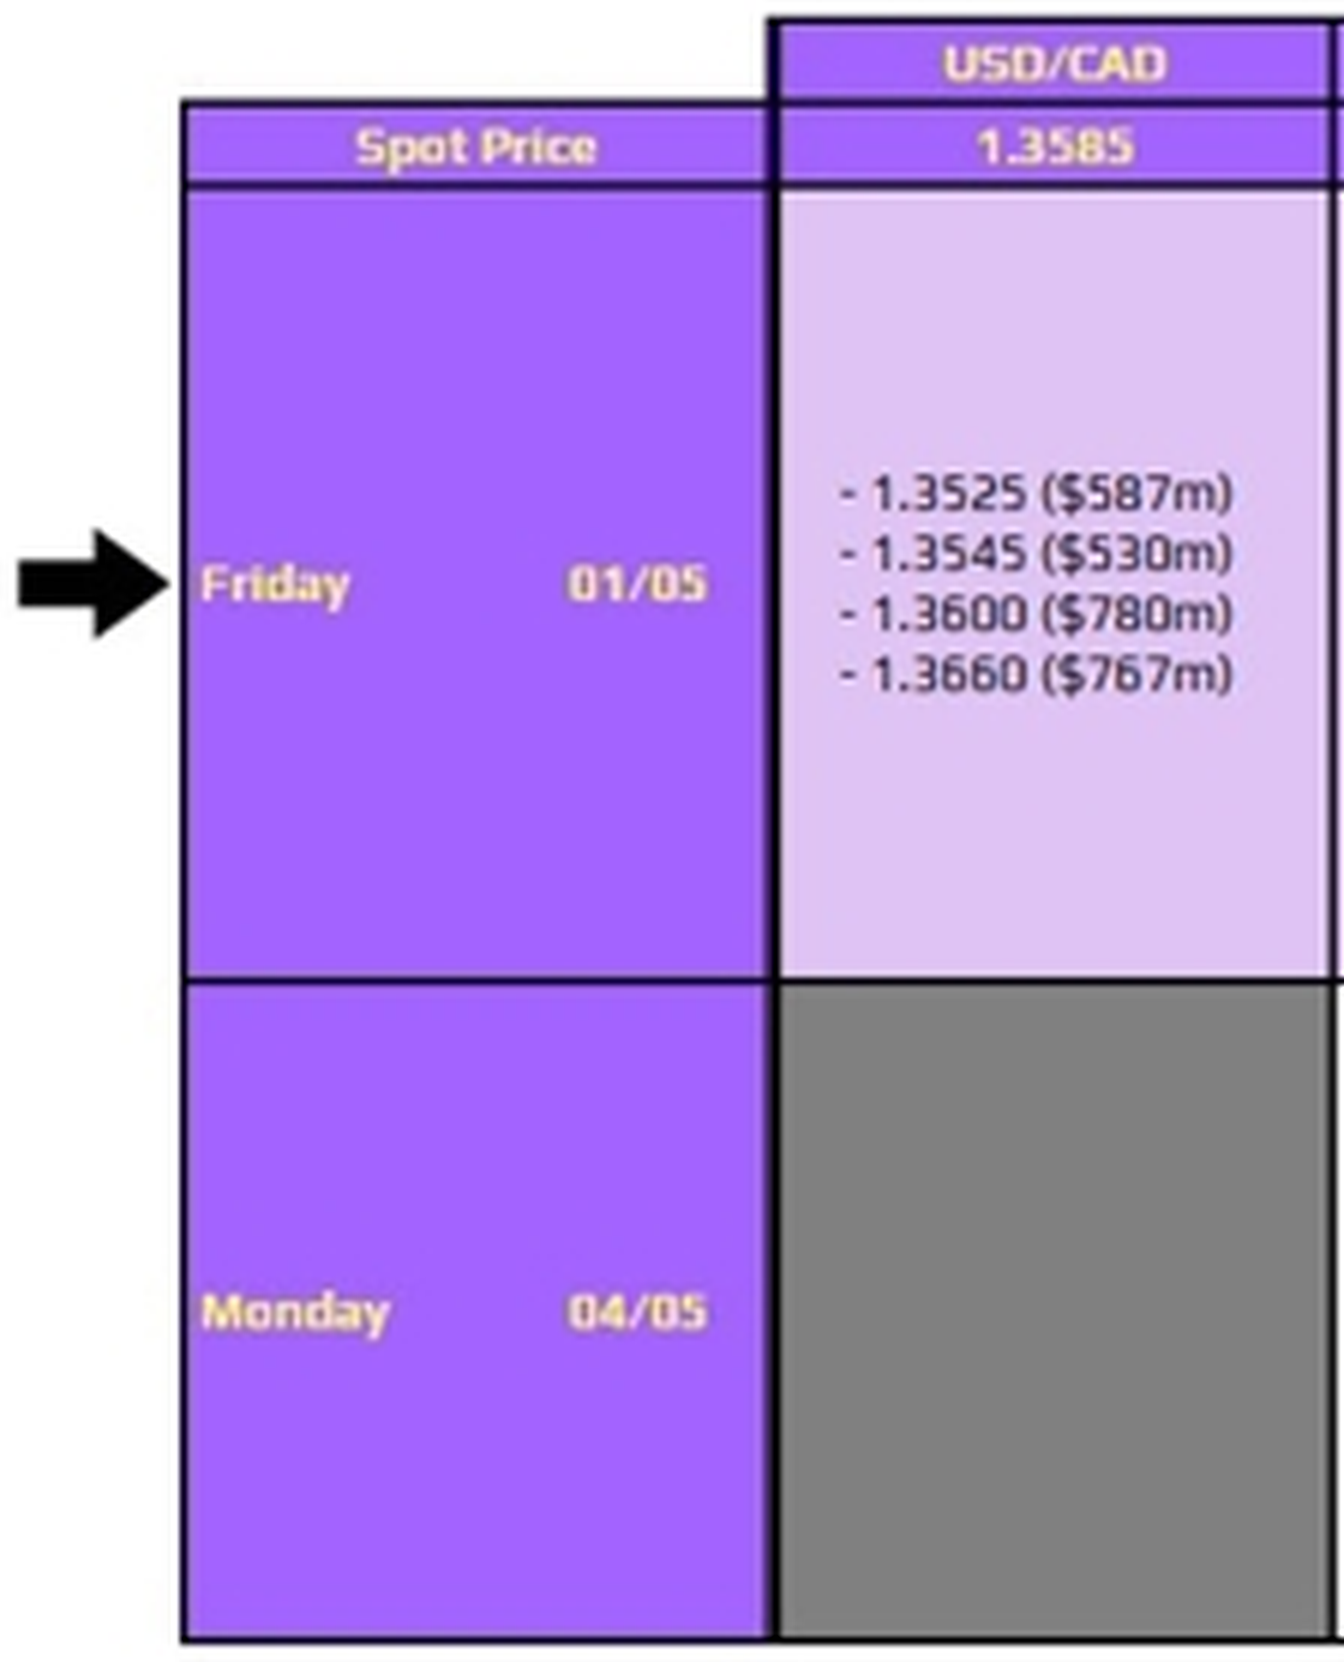 USD/CAD
Spot Price 1.3585
Friday 01/05
- 1.3525 ($587m)
- 1.3545 ($530m)
- 1.3600 ($780m)
- 1.3660 ($767m)
Monday 04/05